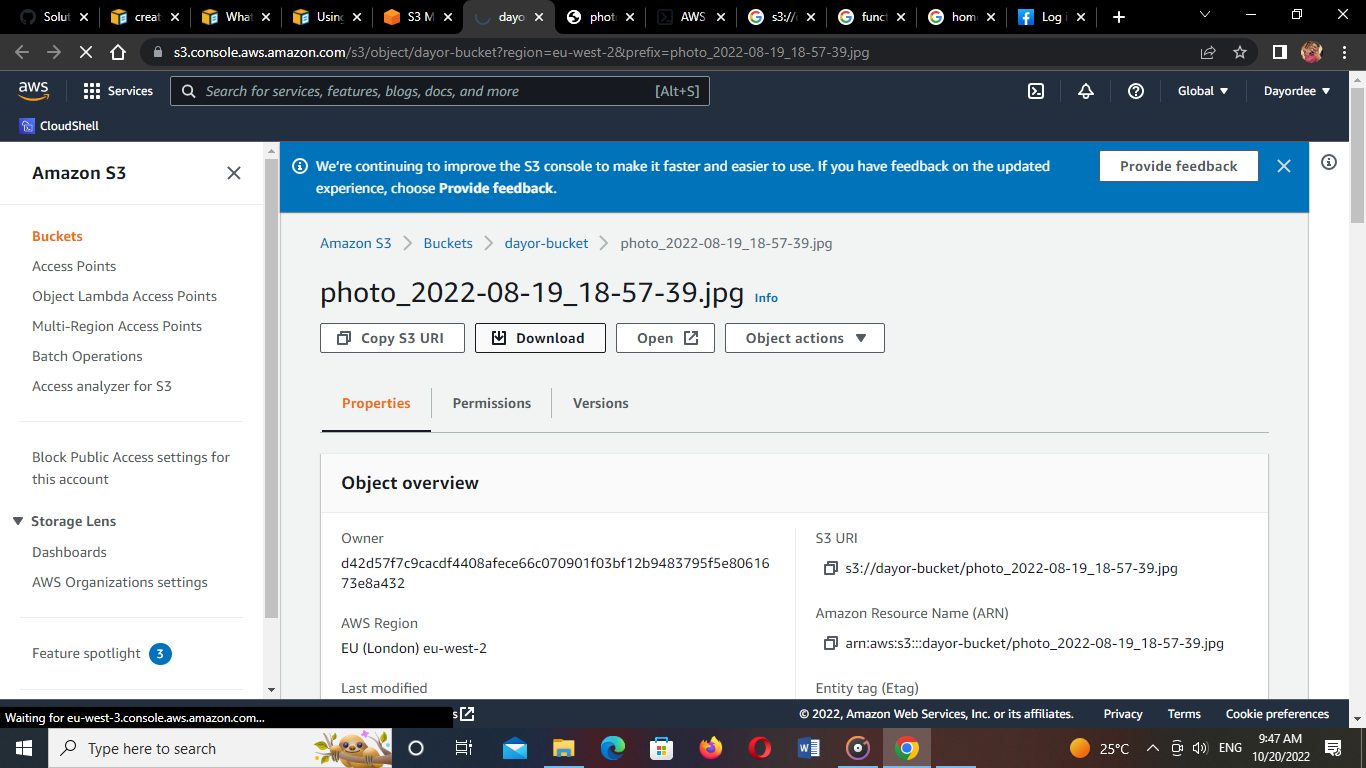 Solut
creat
What
Using
S3 M
dayo
phot
AWS
s3://
func
home
Log i
s3.console.aws.amazon.com/s3/object/dayor-bucket?region=eu-west-2&prefix=photo_2022-08-19_18-57-39.jpg
aws
Services
Search for services, features, blogs, docs, and more
[Alt+S]
Global
Dayordee
CloudShell
Amazon S3
We're continuing to improve the S3 console to make it faster and easier to use. If you have feedback on the updated
experience, choose Provide feedback.
Provide feedback
Buckets
Access Points
Object Lambda Access Points
Multi-Region Access Points
Batch Operations
Access analyzer for S3
Block Public Access settings for
this account
Storage Lens
Dashboards
AWS Organizations settings
Feature spotlight 3
Amazon S3
Buckets
dayor-bucket
photo_2022-08-19_18-57-39.jpg
photo_2022-08-19_18-57-39.jpg Info
Copy S3 URI
Download
Open
Object actions
Properties
Permissions
Versions
Object overview
Owner
d42d57f7c9cacdf4408afece66c070901f03bf12b9483795f5e80616
73e8a432
AWS Region
EU (London) eu-west-2
Last modified
S3 URI
s3://dayor-bucket/photo_2022-08-19_18-57-39.jpg
Amazon Resource Name (ARN)
arn:aws:s3:::dayor-bucket/photo_2022-08-19_18-57-39.jpg
Entity tag (Etag)
Waiting for eu-west-3.console.aws.amazon.com...
s
© 2022, Amazon Web Services, Inc. or its affiliates.
Privacy
Terms
Cookie preferences
Type here to search
25°C
ENG
9:47 AM
10/20/2022